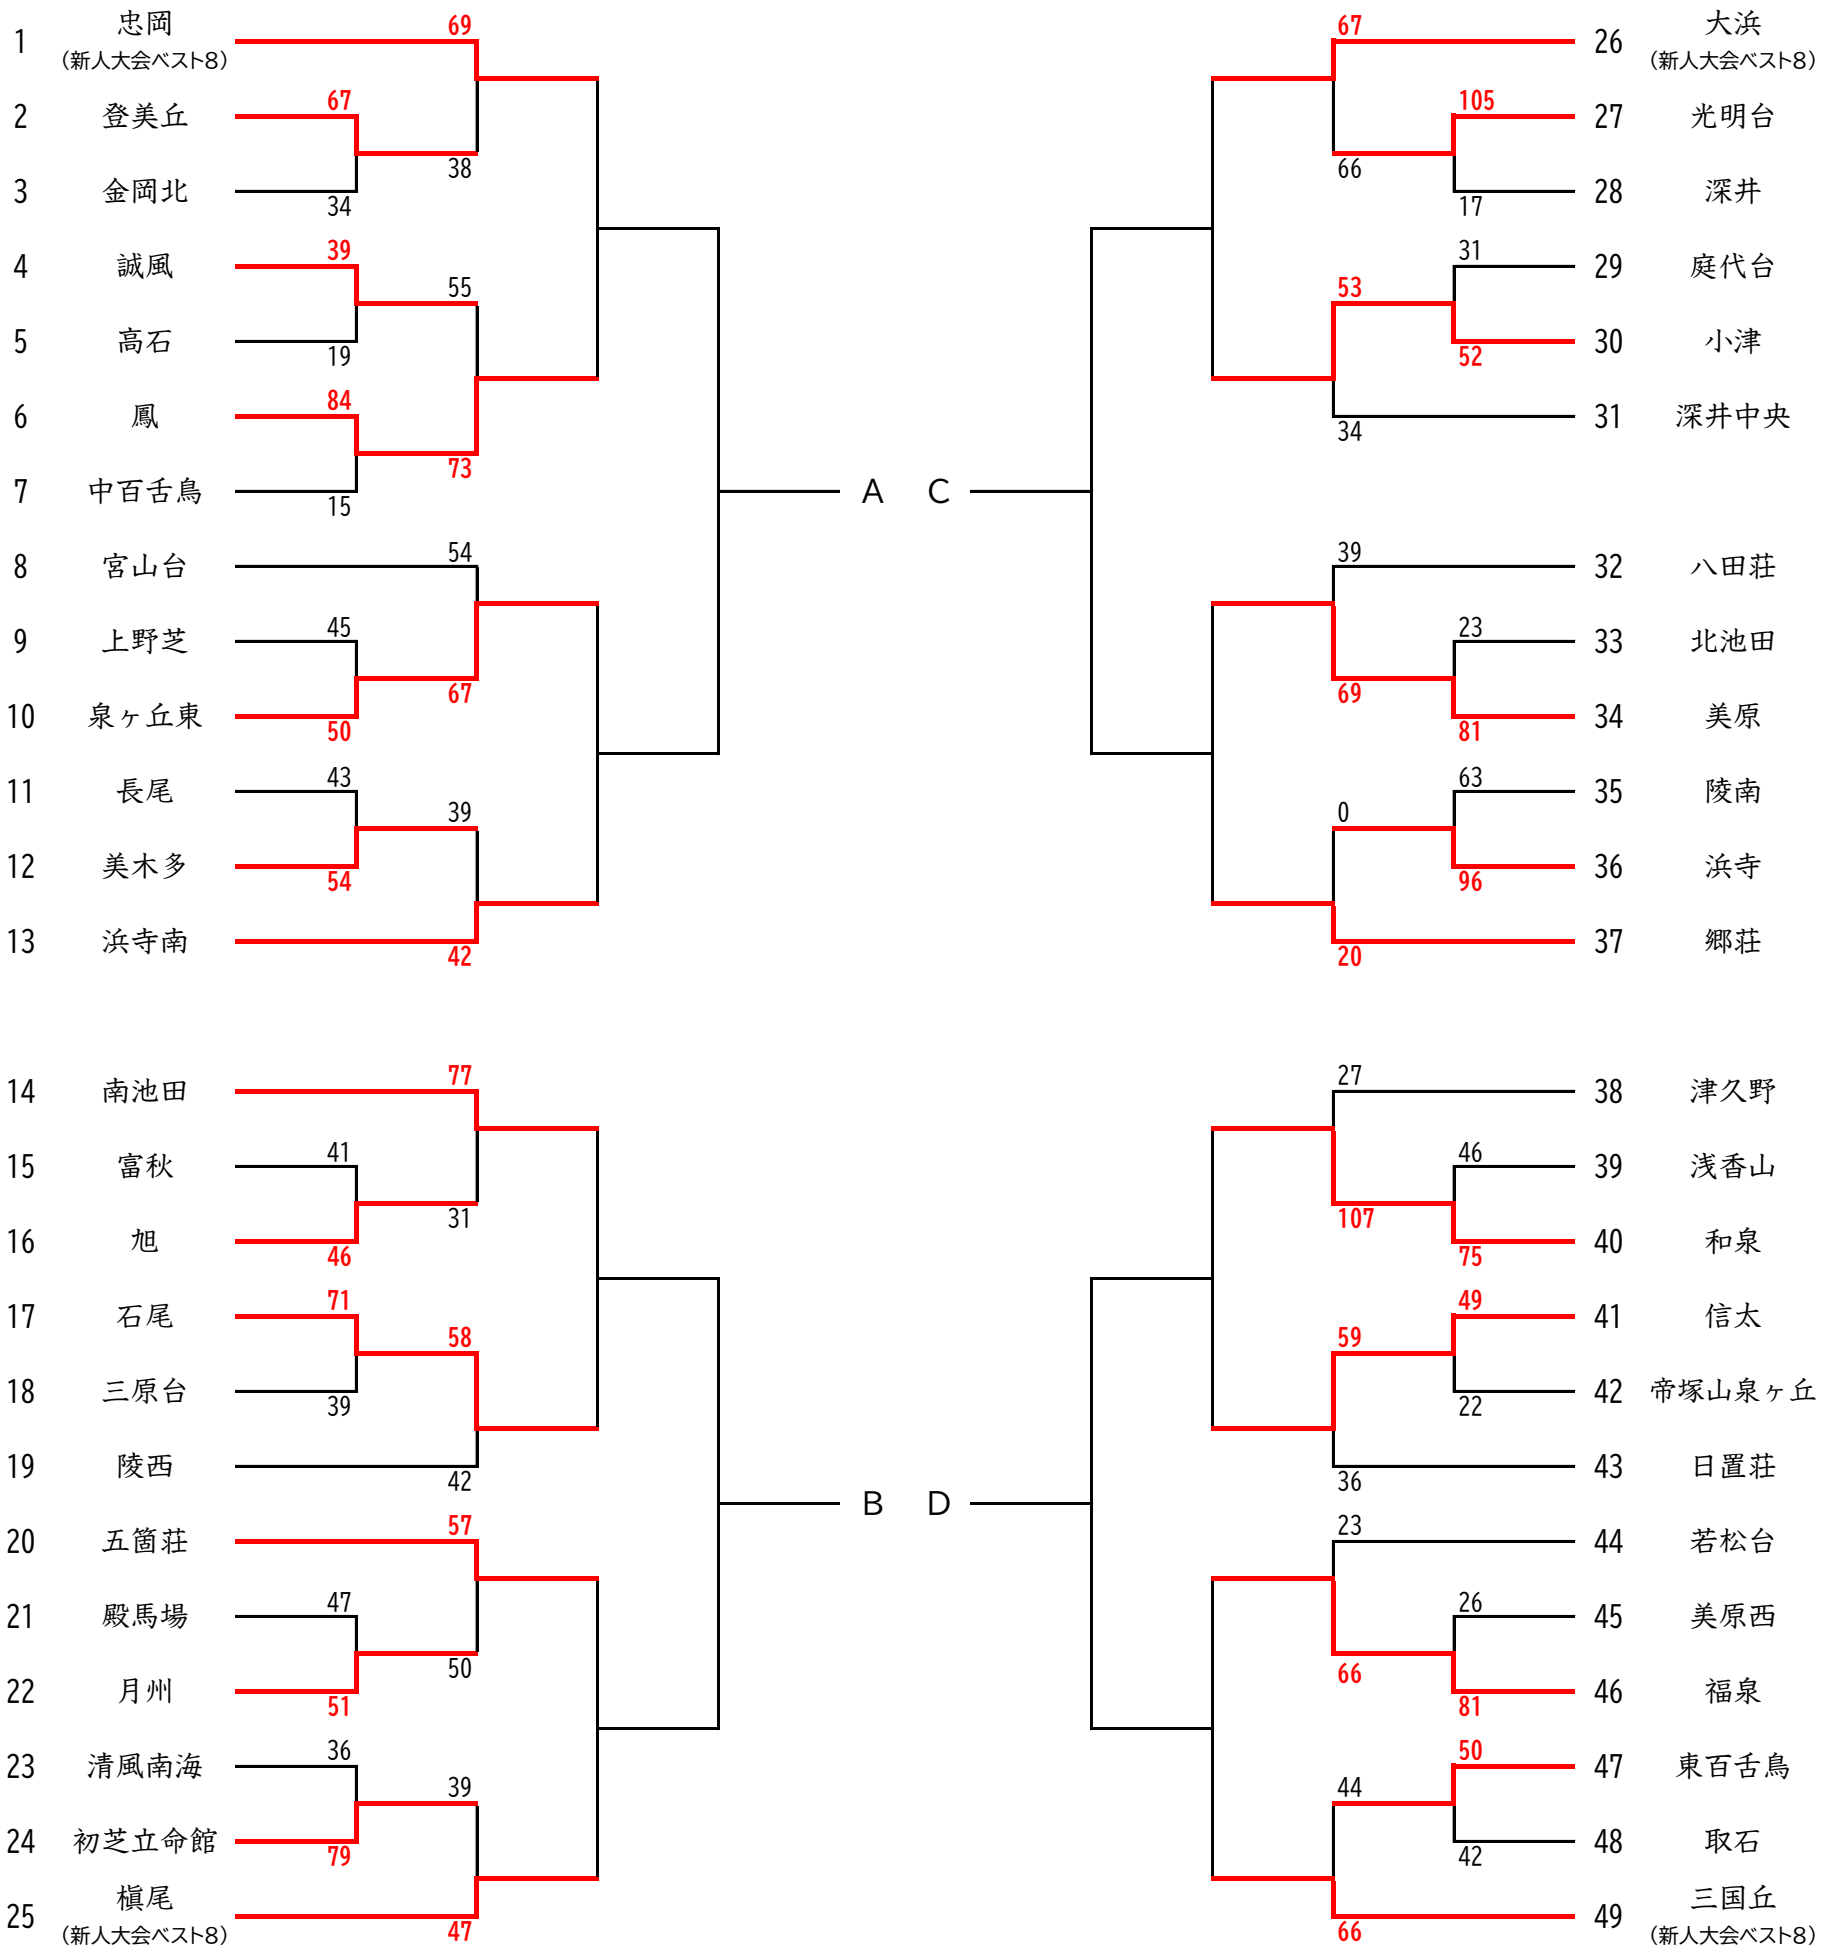 1 忠岡 69
(新人大会ベスト8)
2 登美丘 67
38
3 金岡北 34
4 誠風 39
55
5 高石 19
6 鳳 84
73
7 中百舌鳥 15
8 宮山台 54
9 上野芝 45
67
10 泉ヶ丘東 50
11 長尾 43
39
12 美木多 54
13 浜寺南 42
A
14 南池田 77
15 富秋 41
31
16 旭 46
17 石尾 71
58
18 三原台 39
19 陵西 42
20 五箇荘 57
21 殿馬場 47
50
22 月州 51
23 清風南海 36
39
24 初芝立命館 79
25 槇尾 47
(新人大会ベスト8)
B
67 26 大浜
(新人大会ベスト8)
105 27 光明台
66
17 28 深井
31 29 庭代台
53
52 30 小津
34 31 深井中央
C
39 32 八田荘
23 33 北池田
69
81 34 美原
63 35 陵南
0
96 36 浜寺
20 37 郷荘
27 38 津久野
46 39 浅香山
107
75 40 和泉
49 41 信太
59
22 42 帝塚山泉ヶ丘
36 43 日置荘
D
23 44 若松台
26 45 美原西
66
81 46 福泉
50 47 東百舌鳥
44
42 48 取石
66 49 三国丘
(新人大会ベスト8)